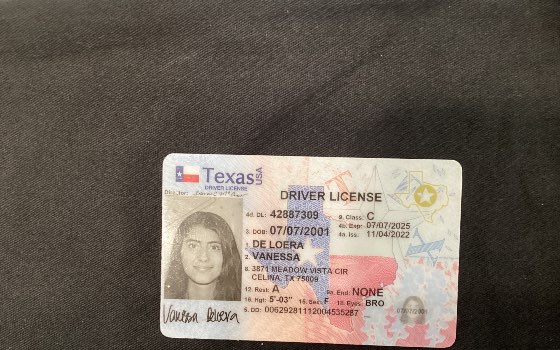 Texas USA
DRIVER LICENSE
DRIVER LICENSE
4d. DL: 42887309 9. Class: C
4b. Exp: 07/07/2025
3. DOB: 07/07/2001 4a. Iss: 11/04/2022
1. DE LOERA
2. VANESSA
8. 3871 MEADOW VISTA CIR
CELINA, TX 75009
12. Rest: A 9a. End: NONE
16. Hgt: 5'-03" 15. Sex: F 18. Eyes: BRO
5. DD: 00629281112004535287
07/07/2001